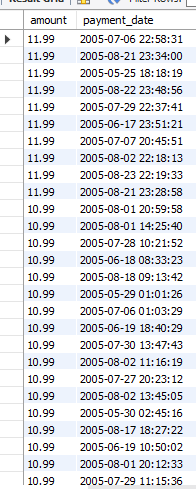 amount payment_date
11.99 2005-07-06 22:58:31
11.99 2005-08-21 23:34:00
11.99 2005-05-25 18:18:19
11.99 2005-08-22 23:48:56
11.99 2005-07-29 22:37:41
11.99 2005-06-17 23:51:21
11.99 2005-07-07 20:45:51
11.99 2005-08-02 22:18:13
11.99 2005-08-23 22:19:33
11.99 2005-08-21 23:28:58
10.99 2005-08-01 20:59:58
10.99 2005-08-01 14:25:40
10.99 2005-07-28 10:21:52
10.99 2005-06-18 08:33:23
10.99 2005-08-18 09:13:42
10.99 2005-05-29 01:01:26
10.99 2005-07-06 01:03:29
10.99 2005-06-19 18:40:29
10.99 2005-07-30 13:47:43
10.99 2005-08-02 11:16:19
10.99 2005-07-27 20:23:12
10.99 2005-08-02 13:45:05
10.99 2005-05-30 02:45:16
10.99 2005-08-17 18:27:22
10.99 2005-06-19 10:50:02
10.99 2005-08-01 20:12:33
10.99 2005-07-29 11:15:36